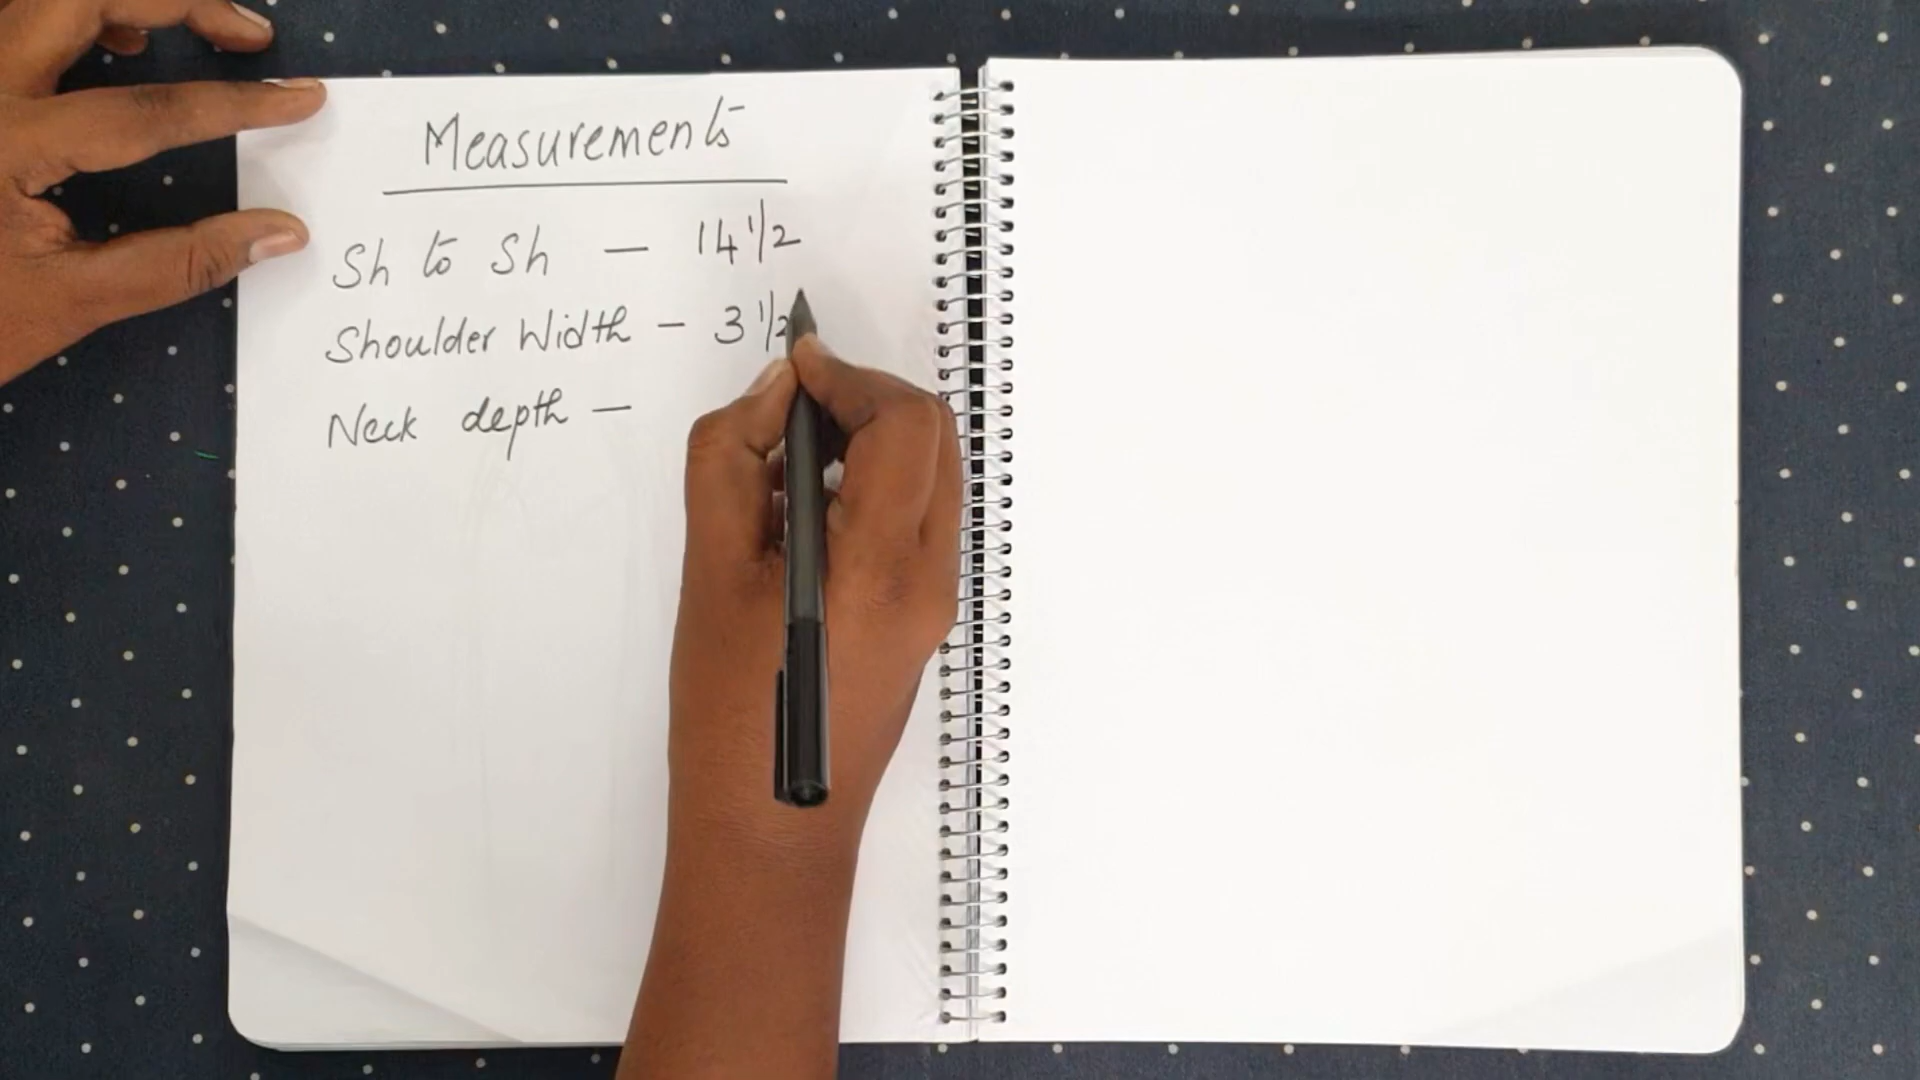 Measurements
Sh to Sh — 14 1/2
Shoulder Width — 3 1/2
Neck depth —